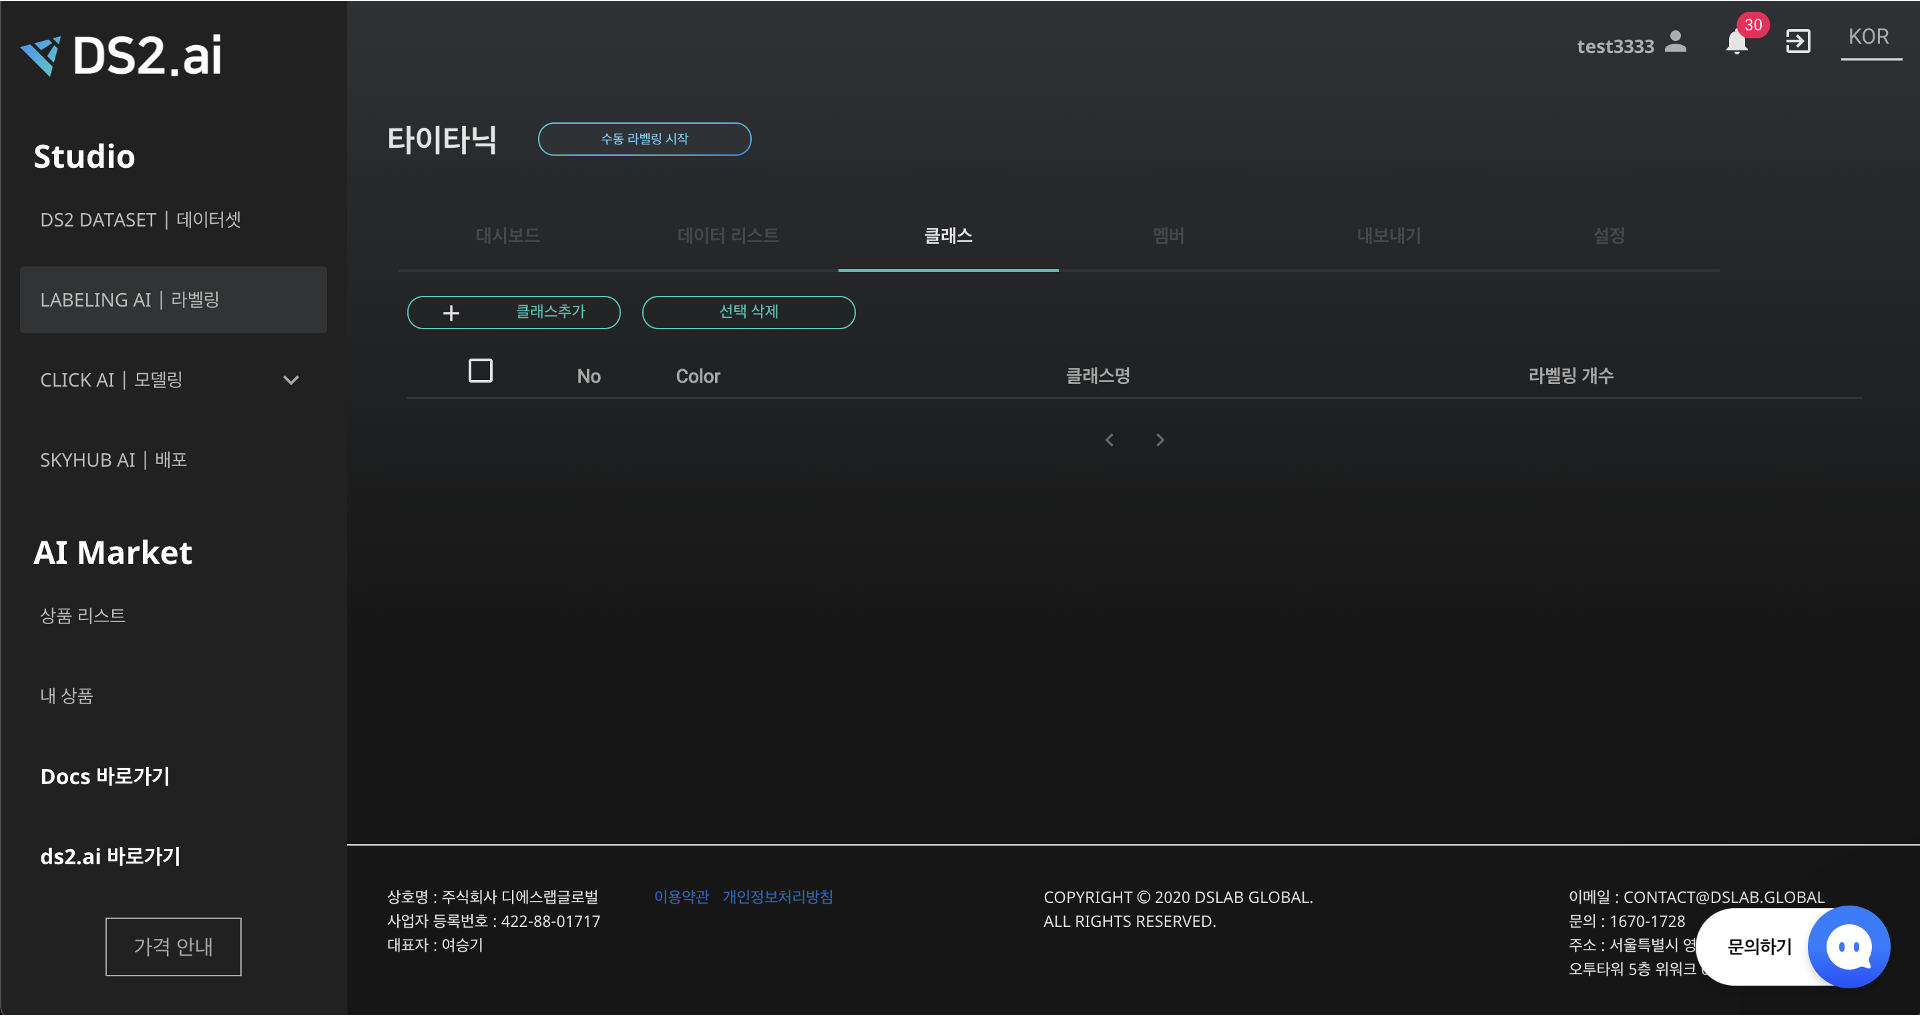 DS2.ai
test3333
30
KOR
Studio
DS2 DATASET | 데이터셋
LABELING AI | 라벨링
CLICK AI | 모델링
SKYHUB AI | 배포
AI Market
상품 리스트
내 상품
Docs 바로가기
ds2.ai 바로가기
가격 안내
타이타닉
수동 라벨링 시작
대시보드 데이터 리스트 클래스 멤버 내보내기 설정
+ 클래스추가 선택 삭제
No Color 클래스명 라벨링 개수
상호명 : 주식회사 디에스랩글로벌
사업자 등록번호 : 422-88-01717
대표자 : 여승기
이용약관 개인정보처리방침
COPYRIGHT © 2020 DSLAB GLOBAL.
ALL RIGHTS RESERVED.
이메일 : CONTACT@DSLAB.GLOBAL
문의 : 1670-1728
주소 : 서울특별시 영
오투타워 5층 위워크
문의하기